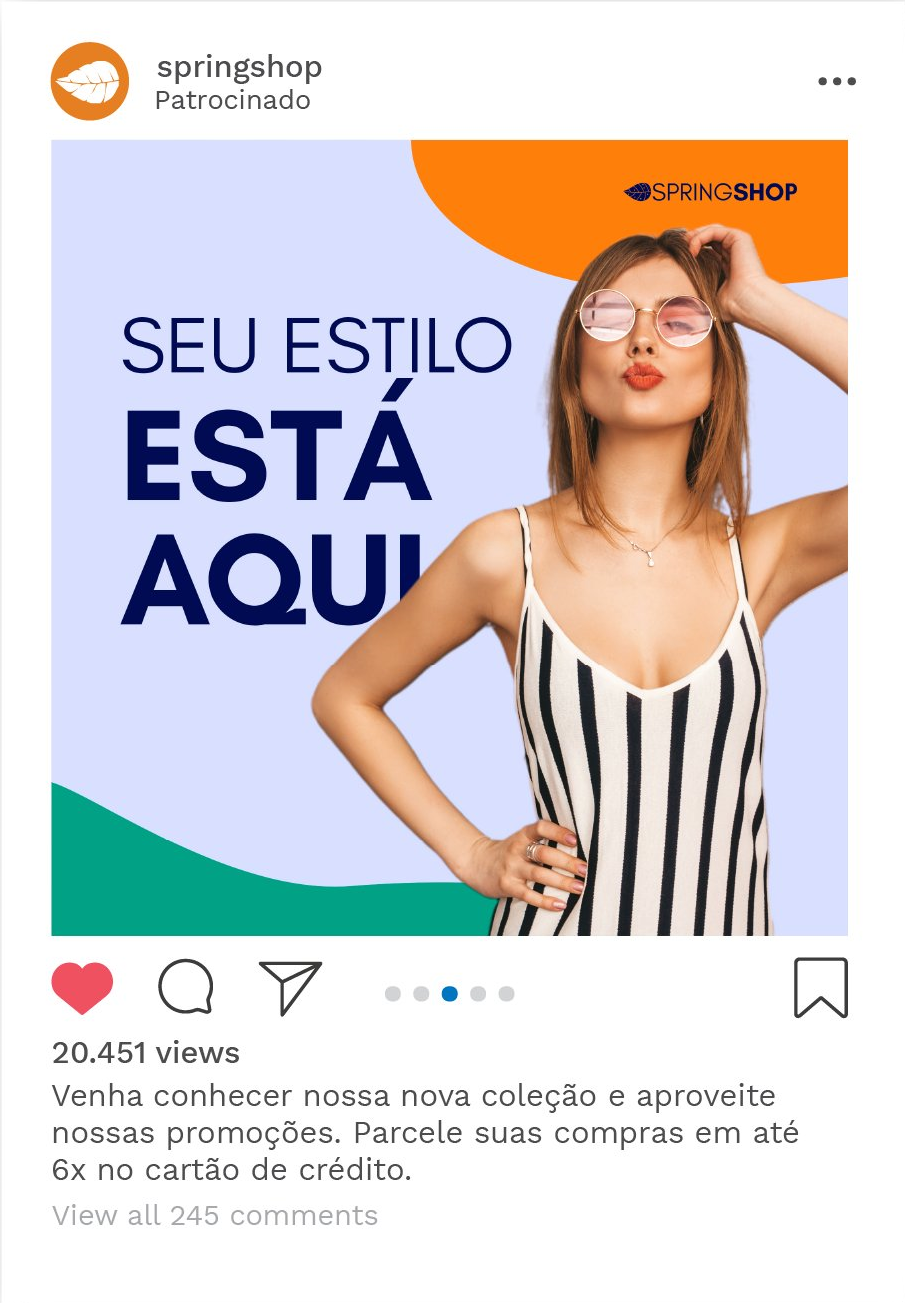 springshop
Patrocinado
SPRINGSHOP
SEU ESTILO
ESTÁ
AQUI
20.451 views
Venha conhecer nossa nova coleção e aproveite
nossas promoções. Parcele suas compras em até
6x no cartão de crédito.
View all 245 comments